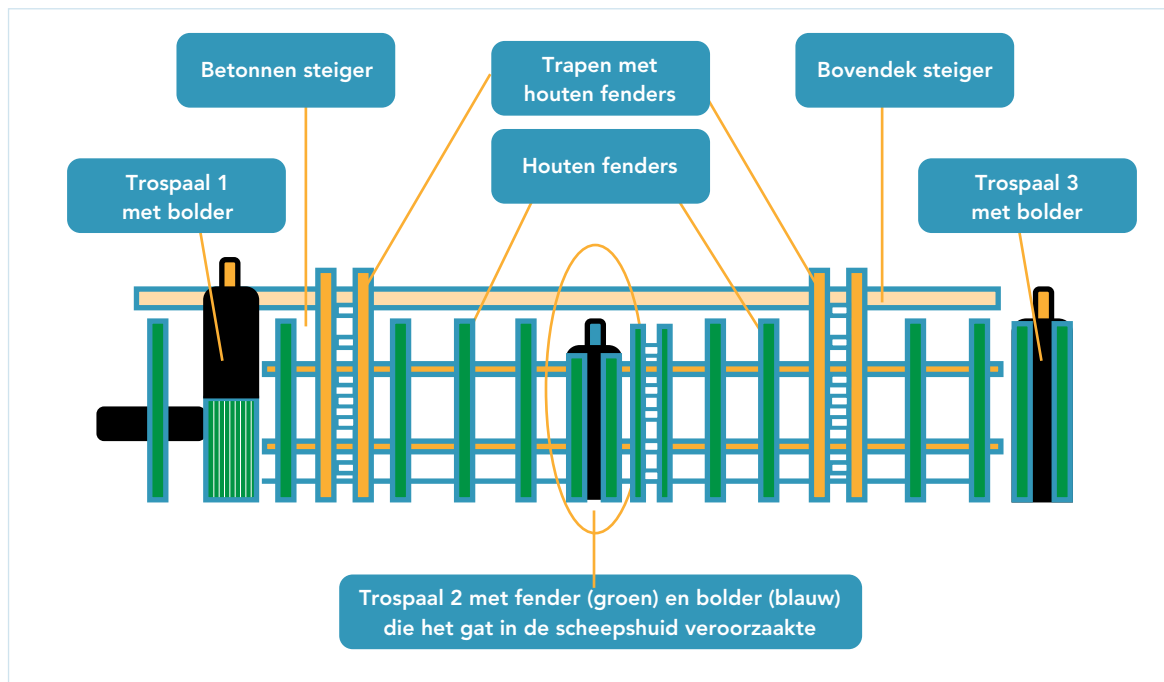 Betonnen steiger
Trapen met
houten fenders
Bovendek steiger
Houten fenders
Trospaal 1
met bolder
Trospaal 3
met bolder
Trospaal 2 met fender (groen) en bolder (blauw)
die het gat in de scheepshuid veroorzaakte